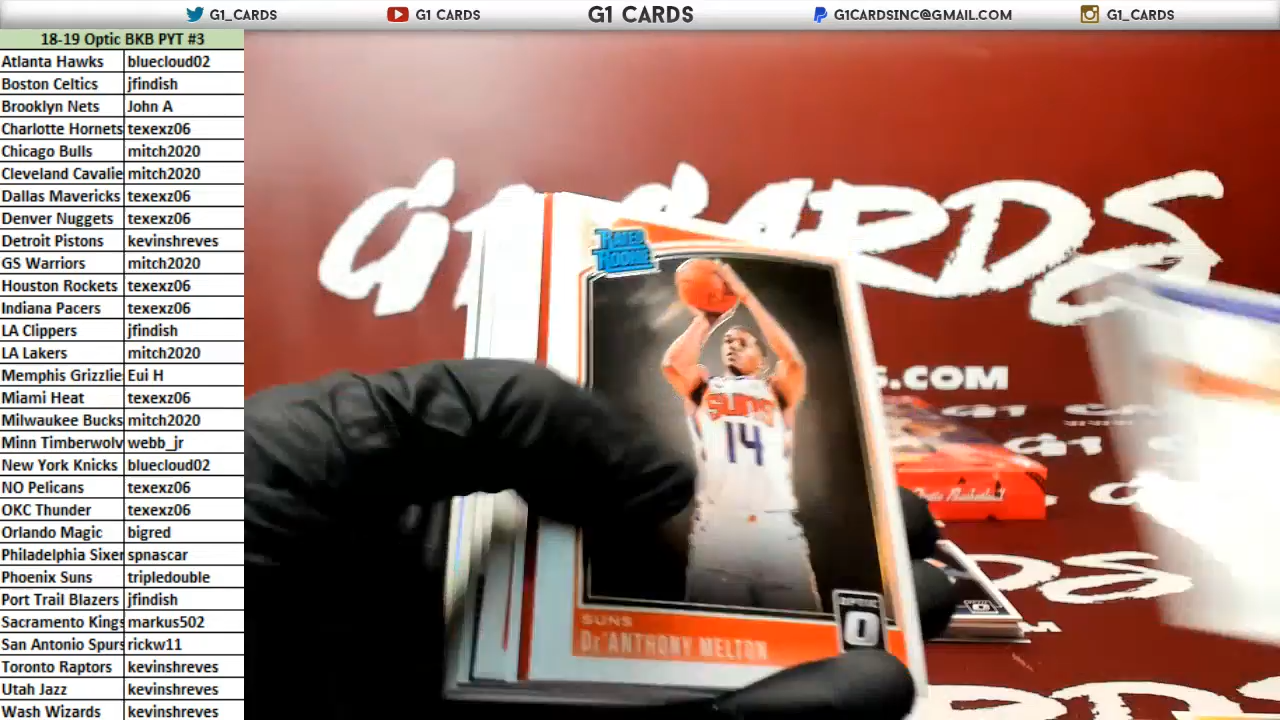 G1_CARDS
G1 CARDS
G1 CARDS
G1CARDSINC@GMAIL.COM
G1_CARDS
18-19 Optic BKB PYT #3
Atlanta Hawks bluecloud02
Boston Celtics jfindish
Brooklyn Nets John A
Charlotte Hornets texexz06
Chicago Bulls mitch2020
Cleveland Cavalie mitch2020
Dallas Mavericks texexz06
Denver Nuggets texexz06
Detroit Pistons kevinshreves
GS Warriors mitch2020
Houston Rockets texexz06
Indiana Pacers texexz06
LA Clippers jfindish
LA Lakers mitch2020
Memphis Grizzlie Eui H
Miami Heat texexz06
Milwaukee Bucks mitch2020
Minn Timberwolv webb_jr
New York Knicks bluecloud02
NO Pelicans texexz06
OKC Thunder texexz06
Orlando Magic bigred
Philadelphia Sixer spnascar
Phoenix Suns tripledouble
Port Trail Blazers jfindish
Sacramento Kings markus502
San Antonio Spurs rickw11
Toronto Raptors kevinshreves
Utah Jazz kevinshreves
Wash Wizards kevinshreves
G1 CARDS
S.COM
RATED
ROOKIE
SUNS
14
OPTIC
SUNS
De'ANTHONY MELTON